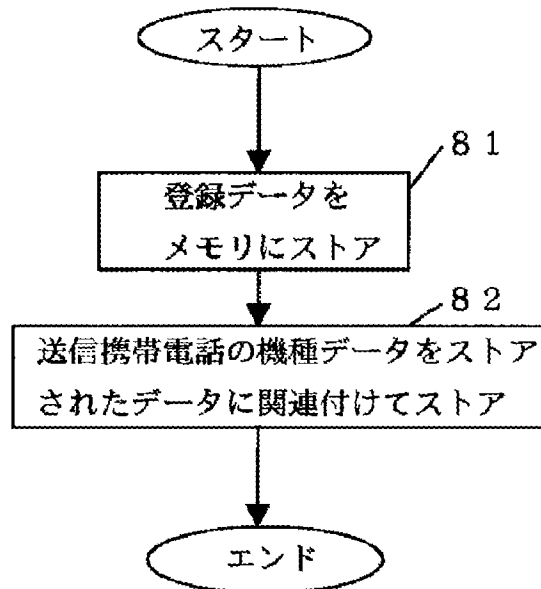 スタート
81
登録データを
メモリにストア
82
送信携帯電話の機種データをストア
されたデータに関連付けてストア
エンド